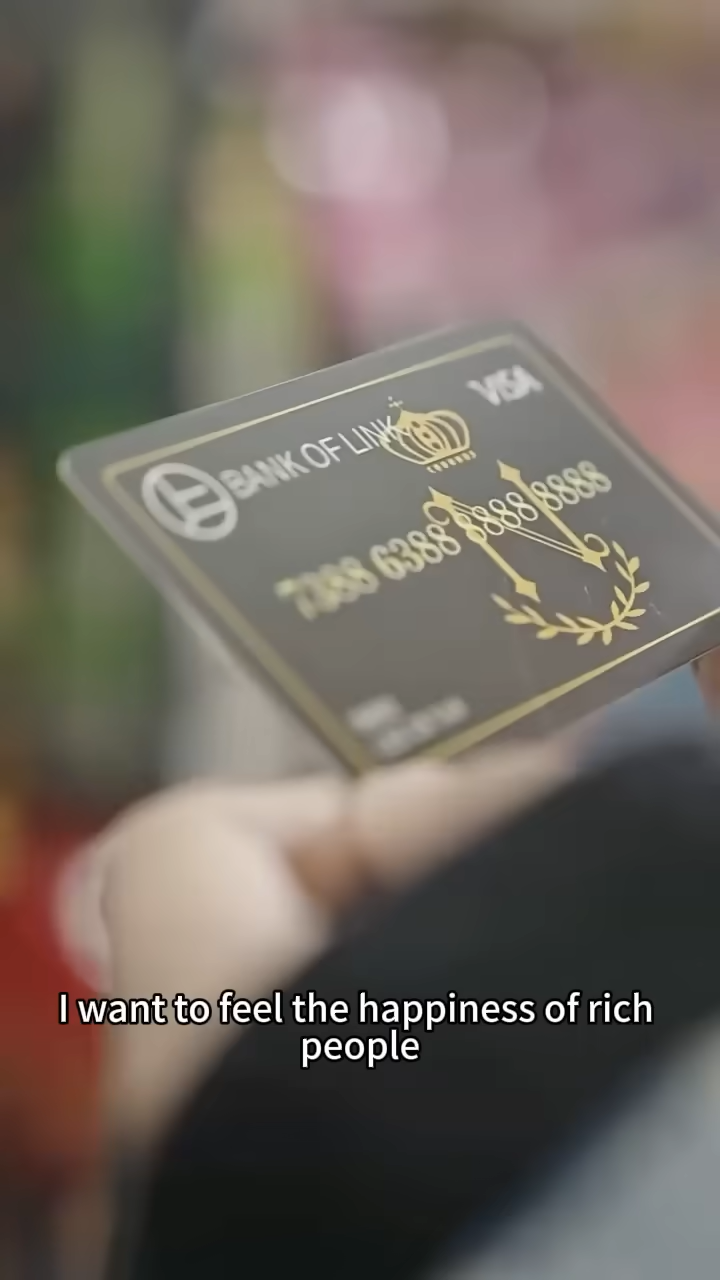 BANK OF LINK
VISA
7388 6388 8888 8888
I want to feel the happiness of rich
people